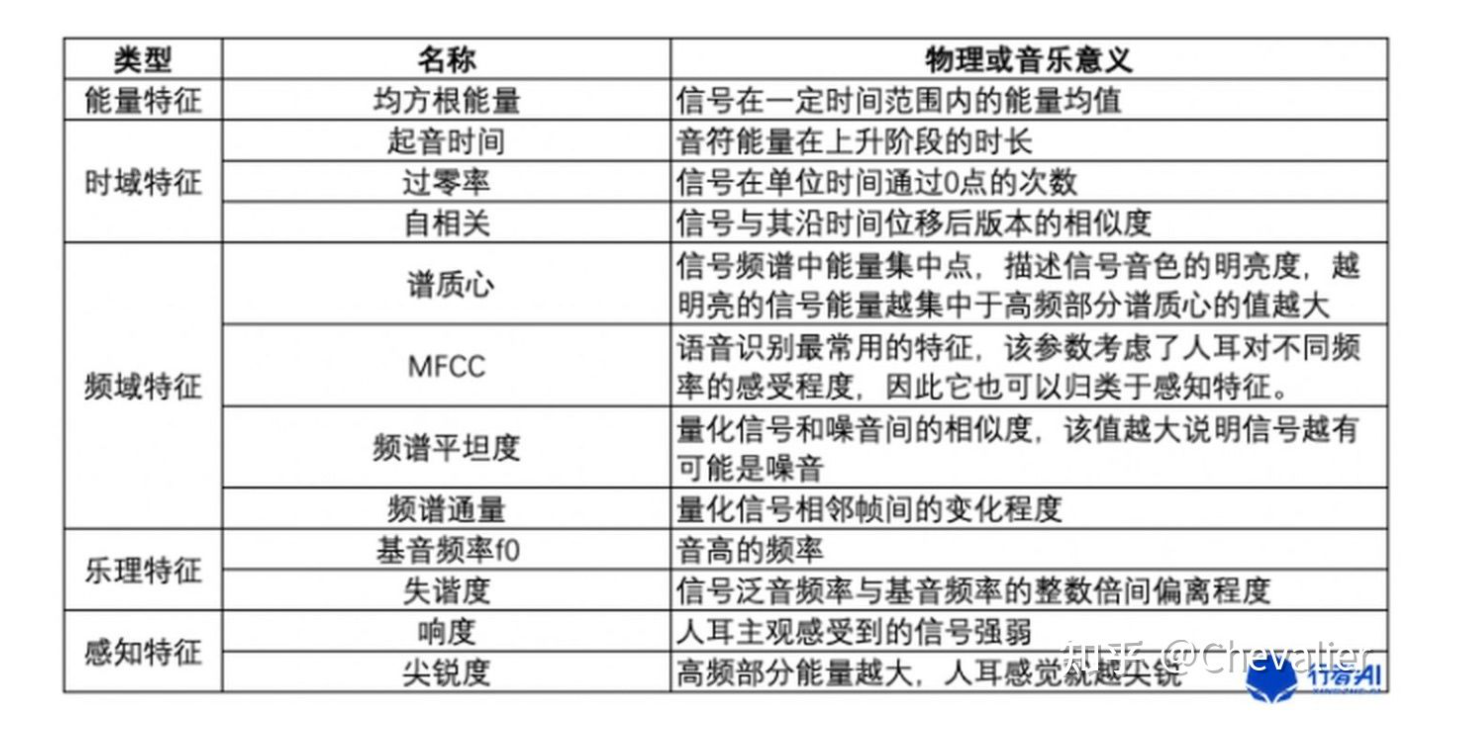 类型 名称 物理或音乐意义
能量特征 均方根能量 信号在一定时间范围内的能量均值
时域特征 起音时间 音符能量在上升阶段的时长
过零率 信号在单位时间通过0点的次数
自相关 信号与其沿时间位移后版本的相似度
频域特征 谱质心 信号频谱中能量集中点，描述信号音色的明亮度，越
明亮的信号能量越集中于高频部分谱质心的值越大
MFCC 语音识别最常用的特征，该参数考虑了人耳对不同频
率的感受程度，因此它也可以归类于感知特征。
频谱平坦度 量化信号和噪音间的相似度，该值越大说明信号越有
可能是噪音
频谱通量 量化信号相邻帧间的变化程度
乐理特征 基音频率f0 音高的频率
失谐度 信号泛音频率与基音频率的整数倍间偏离程度
感知特征 响度 人耳主观感受到的信号强弱
尖锐度 高频部分能量越大，人耳感觉就越尖锐
知乎 @Chevalier
行者AI